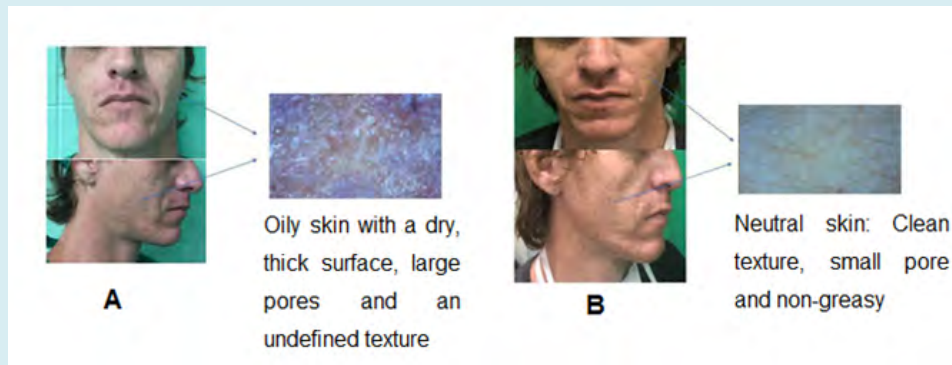 Oily skin with a dry,
thick surface, large
pores and an
undefined texture
A
Neutral skin: Clean
texture, small pore
and non-greasy
B